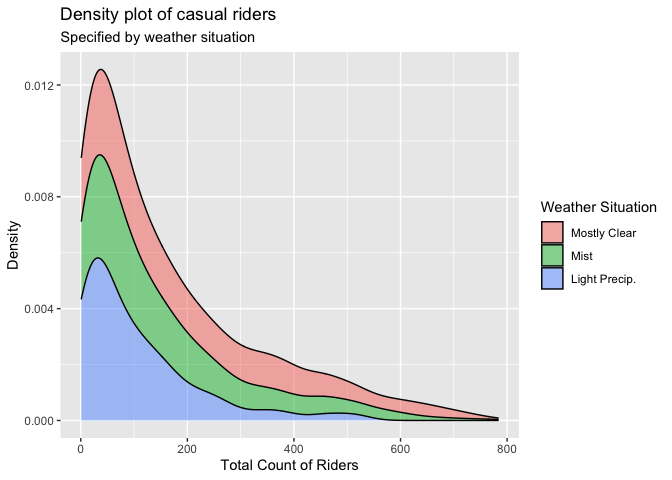 Density plot of casual riders
Specified by weather situation
Density
0.012
0.008
0.004
0.000
0
200
400
600
800
Total Count of Riders
Weather Situation
Mostly Clear
Mist
Light Precip.